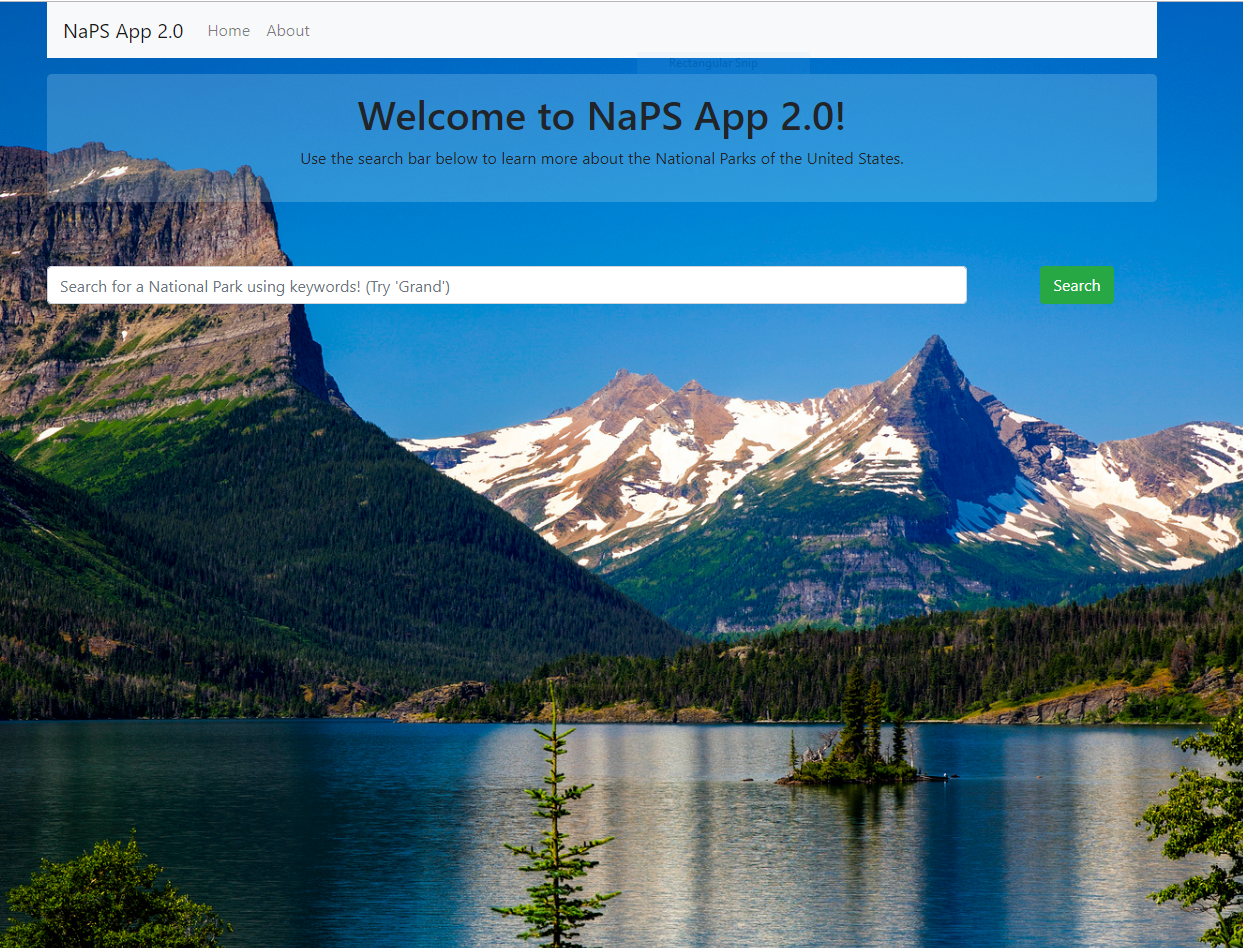 NaPS App 2.0 Home About
Rectangular Snip
Welcome to NaPS App 2.0!
Use the search bar below to learn more about the National Parks of the United States.
Search for a National Park using keywords! (Try 'Grand') Search